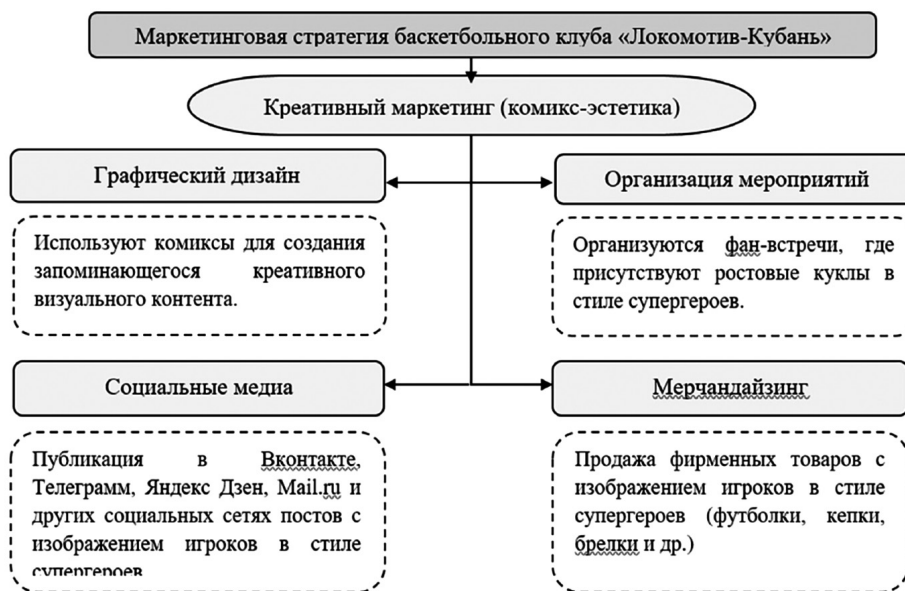 Маркетинговая стратегия баскетбольного клуба «Локомотив-Кубань»
Креативный маркетинг (комикс-эстетика)
Графический дизайн
Используют комиксы для создания
запоминающегося креативного
визуального контента.
Организация мероприятий
Организуются фан-встречи, где
присутствуют ростовые куклы в
стиле супергероев.
Социальные медиа
Публикация в Вконтакте,
Телеграмм, Яндекс Дзен, Mail.ru и
других социальных сетях постов с
изображением игроков в стиле
супергероев
Мерчандайзинг
Продажа фирменных товаров с
изображением игроков в стиле
супергероев (футболки, кепки,
брелки и др.)